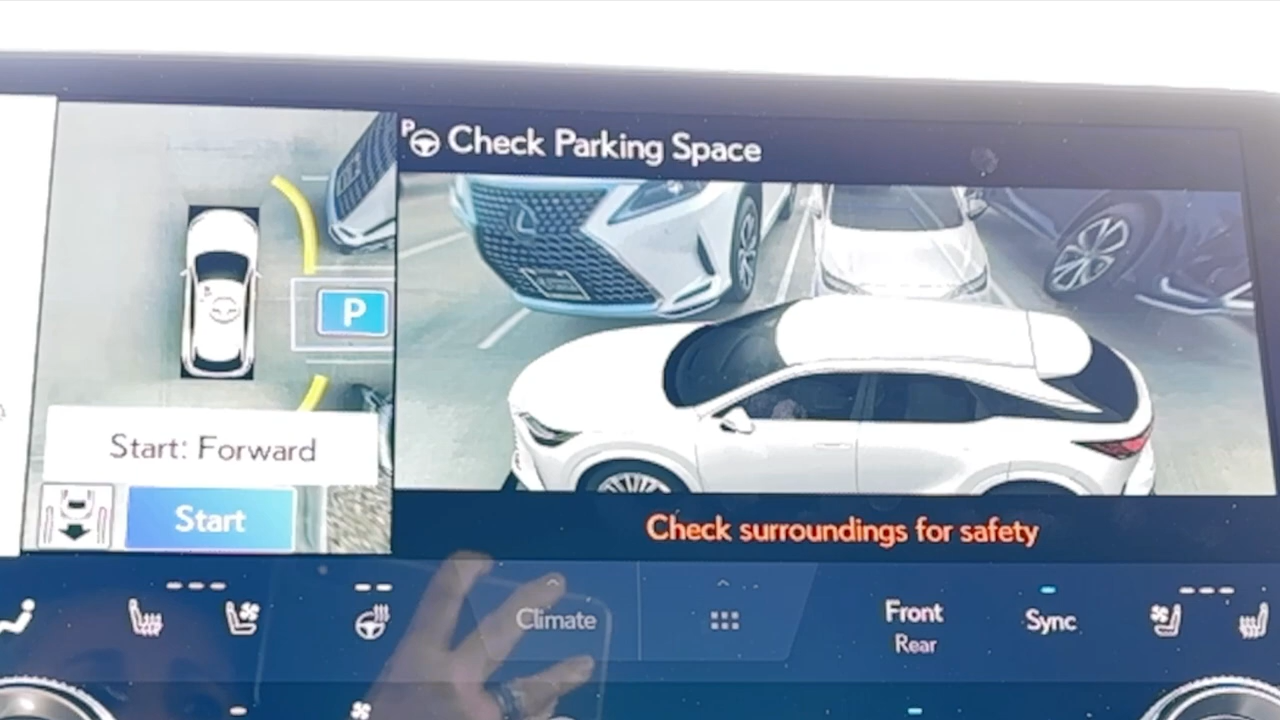 P Check Parking Space
P
Start: Forward
Start
Check surroundings for safety
Climate
Front
Rear
Sync